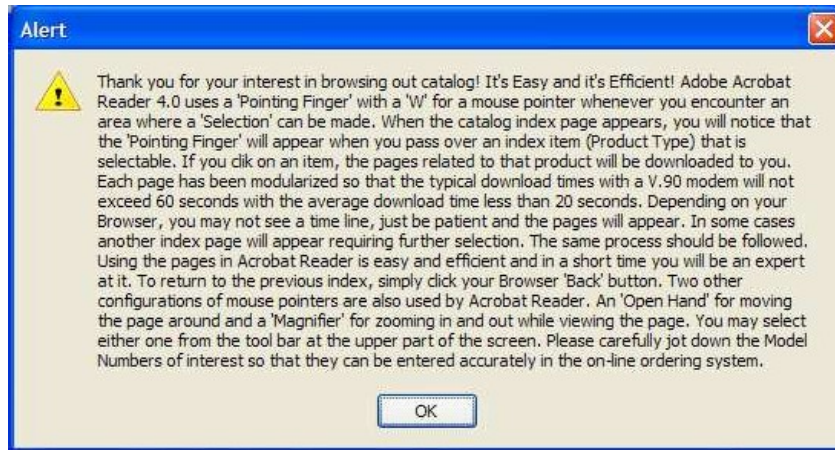 Alert
Thank you for your interest in browsing out catalog! It's Easy and it's Efficient! Adobe Acrobat
Reader 4.0 uses a 'Pointing Finger' with a 'W' for a mouse pointer whenever you encounter an
area where a 'Selection' can be made. When the catalog index page appears, you will notice that
the 'Pointing Finger' will appear when you pass over an index item (Product Type) that is
selectable. If you clik on an item, the pages related to that product will be downloaded to you.
Each page has been modularized so that the typical download times with a V.90 modem will not
exceed 60 seconds with the average download time less than 20 seconds. Depending on your
Browser, you may not see a time line, just be patient and the pages will appear. In some cases
another index page will appear requiring further selection. The same process should be followed.
Using the pages in Acrobat Reader is easy and efficient and in a short time you will be an expert
at it. To return to the previous index, simply click your Browser 'Back' button. Two other
configurations of mouse pointers are also used by Acrobat Reader. An 'Open Hand' for moving
the page around and a 'Magnifier' for zooming in and out while viewing the page. You may select
either one from the tool bar at the upper part of the screen. Please carefully jot down the Model
Numbers of interest so that they can be entered accurately in the on-line ordering system.
OK